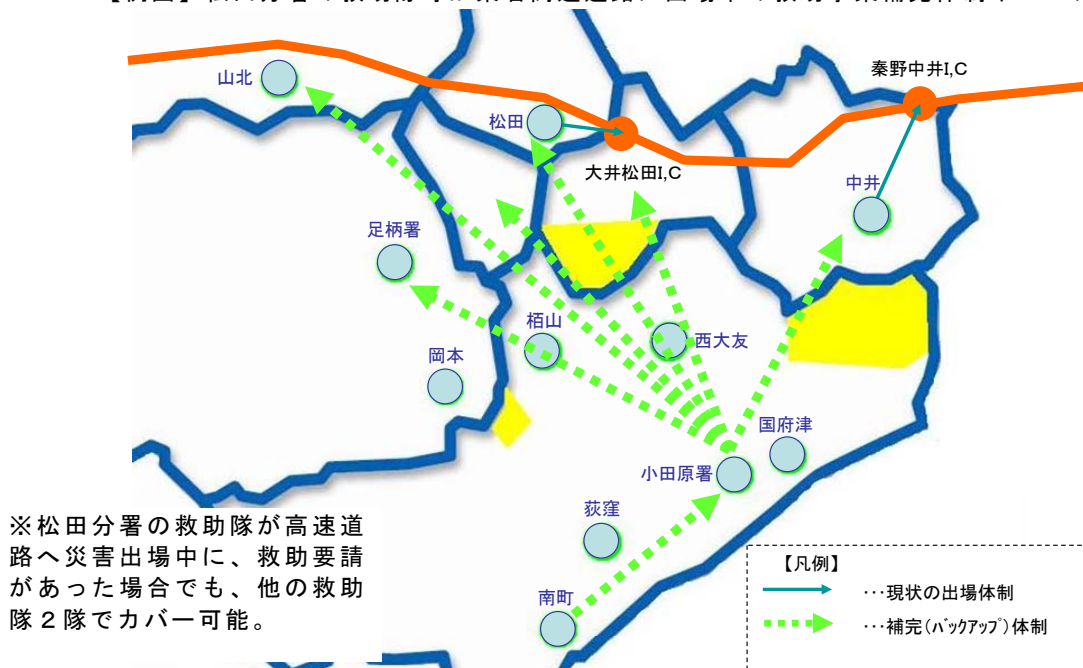 秦野中井I,C
山北
松田
大井松田I,C
中井
足柄署
栢山
西大友
岡本
国府津
小田原署
荻窪
南町
※松田分署の救助隊が高速道
路へ災害出場中に、救助要請
があった場合でも、他の救助
隊２隊でカバー可能。
【凡例】
…現状の出場体制
…補完(バックアップ)体制